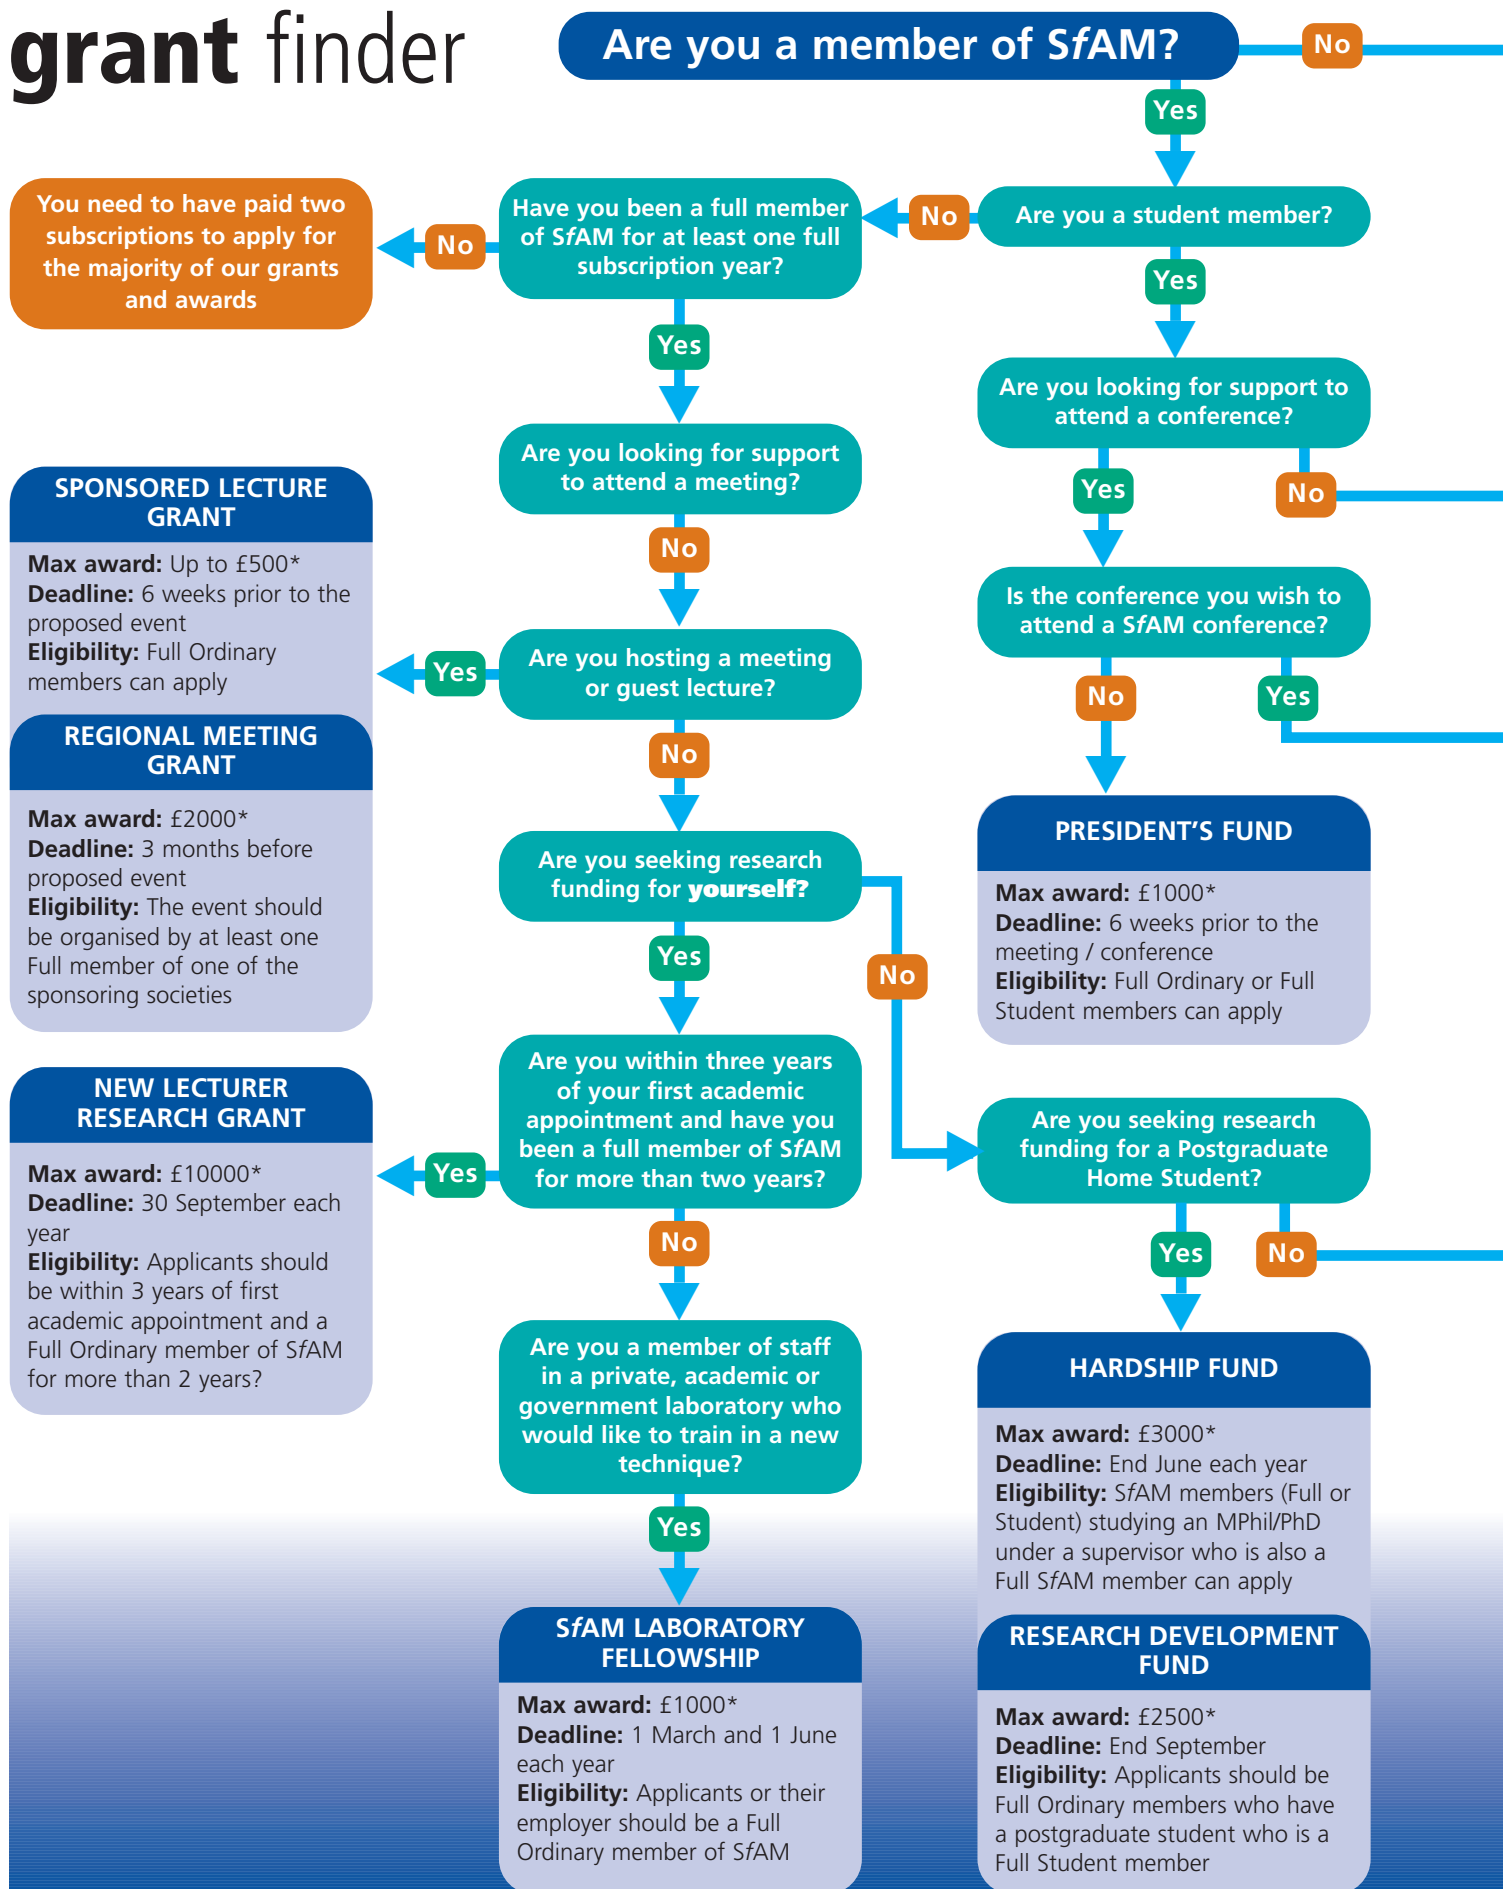 grant finder
Are you a member of SfAM?
No
Yes
You need to have paid two
subscriptions to apply for
the majority of our grants
and awards
No
Have you been a full member
of SfAM for at least one full
subscription year?
No
Are you a student member?
Yes
Yes
Are you looking for support to
attend a conference?
Yes
No
Are you looking for support
to attend a meeting?
No
Is the conference you wish to
attend a SfAM conference?
No
Yes
SPONSORED LECTURE
GRANT
Max award: Up to £500*
Deadline: 6 weeks prior to the
proposed event
Eligibility: Full Ordinary
members can apply
Yes
Are you hosting a meeting
or guest lecture?
No
REGIONAL MEETING
GRANT
Max award: £2000*
Deadline: 3 months before
proposed event
Eligibility: The event should
be organised by at least one
Full member of one of the
sponsoring societies
Are you seeking research
funding for yourself?
Yes
No
PRESIDENT'S FUND
Max award: £1000*
Deadline: 6 weeks prior to the
meeting / conference
Eligibility: Full Ordinary or Full
Student members can apply
NEW LECTURER
RESEARCH GRANT
Max award: £10000*
Deadline: 30 September each
year
Eligibility: Applicants should
be within 3 years of first
academic appointment and a
Full Ordinary member of SfAM
for more than 2 years?
Yes
Are you within three years
of your first academic
appointment and have you
been a full member of SfAM
for more than two years?
No
Are you seeking research
funding for a Postgraduate
Home Student?
Yes
No
Are you a member of staff
in a private, academic or
government laboratory who
would like to train in a new
technique?
Yes
HARDSHIP FUND
Max award: £3000*
Deadline: End June each year
Eligibility: SfAM members (Full or
Student) studying an MPhil/PhD
under a supervisor who is also a
Full SfAM member can apply
SfAM LABORATORY
FELLOWSHIP
Max award: £1000*
Deadline: 1 March and 1 June
each year
Eligibility: Applicants or their
employer should be a Full
Ordinary member of SfAM
RESEARCH DEVELOPMENT
FUND
Max award: £2500*
Deadline: End September
Eligibility: Applicants should be
Full Ordinary members who have
a postgraduate student who is a
Full Student member